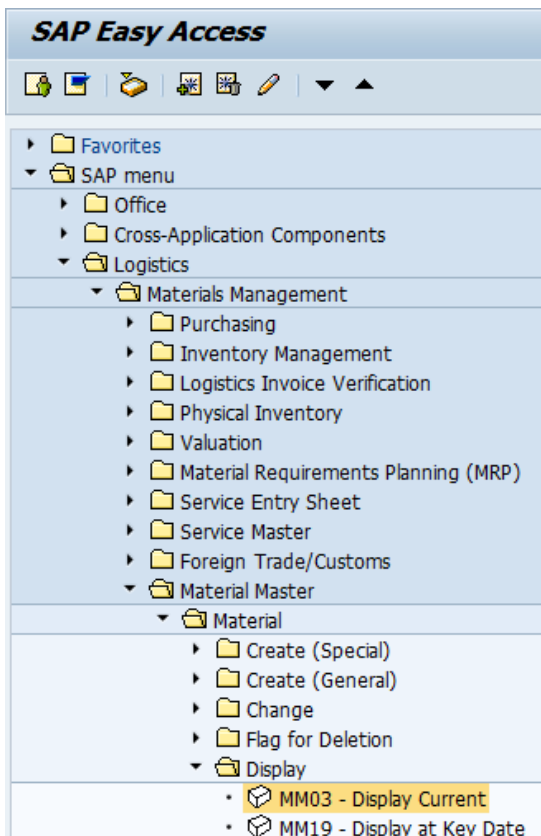 SAP Easy Access
Favorites
SAP menu
Office
Cross-Application Components
Logistics
Materials Management
Purchasing
Inventory Management
Logistics Invoice Verification
Physical Inventory
Valuation
Material Requirements Planning (MRP)
Service Entry Sheet
Service Master
Foreign Trade/Customs
Material Master
Material
Create (Special)
Create (General)
Change
Flag for Deletion
Display
MM03 - Display Current
MM19 - Display at Key Date